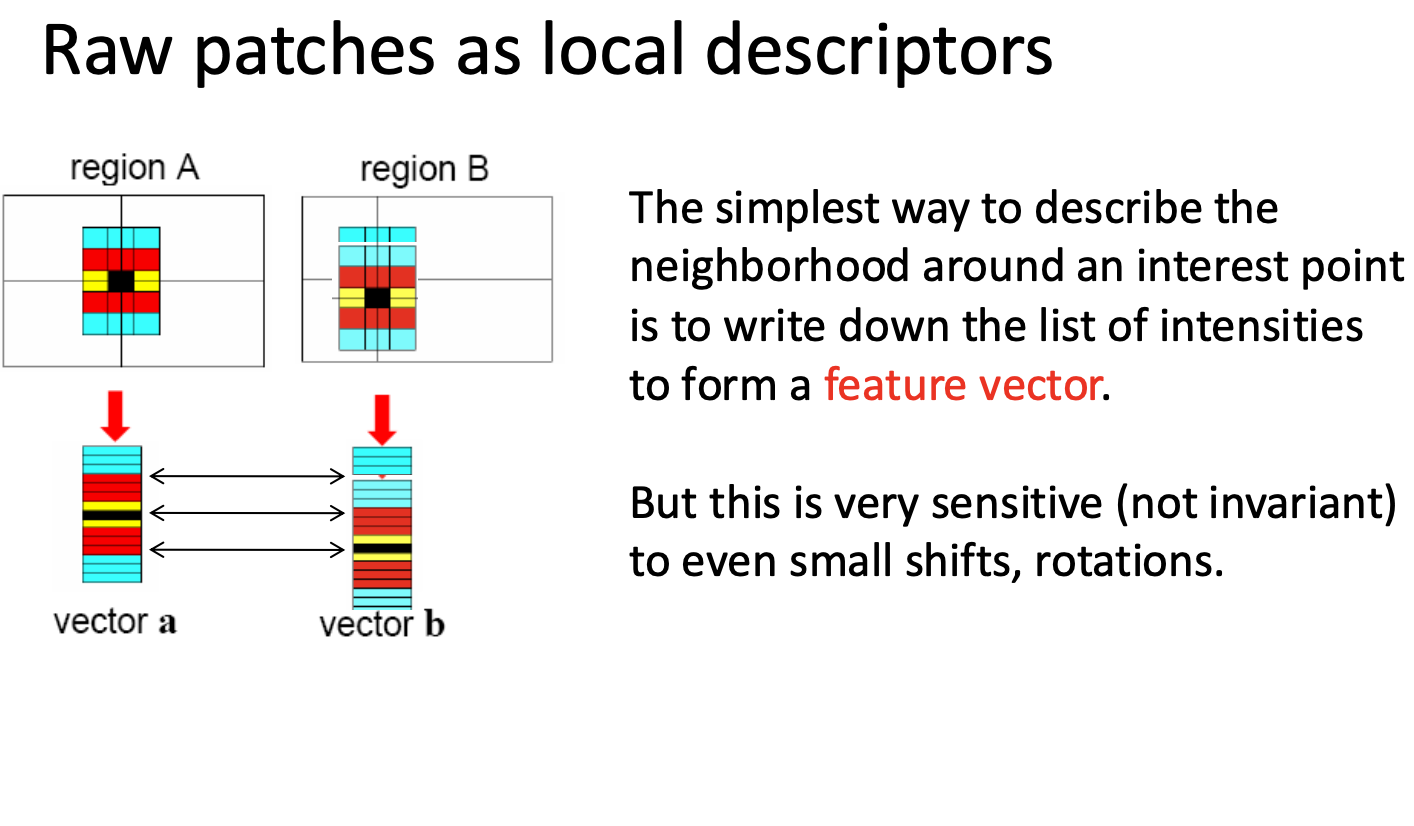 Raw patches as local descriptors
region A
region B
The simplest way to describe the
neighborhood around an interest point
is to write down the list of intensities
to form a feature vector.
But this is very sensitive (not invariant)
to even small shifts, rotations.
vector a
vector b